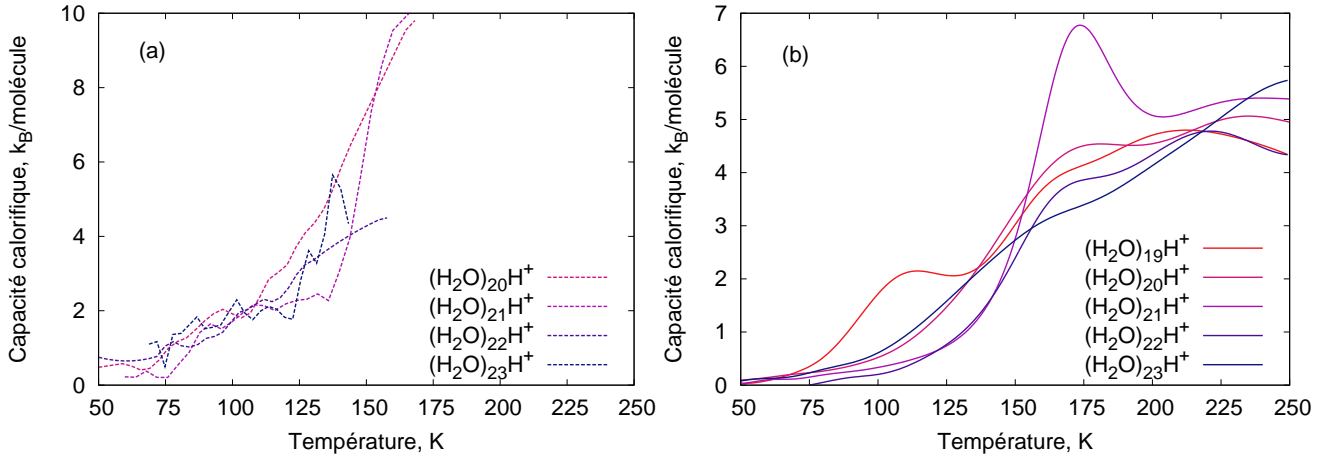 (a)
Capacité calorifique, k_B/molécule
10
8
6
4
2
0
(H₂O)₂₀H⁺
(H₂O)₂₁H⁺
(H₂O)₂₂H⁺
(H₂O)₂₃H⁺
50 75 100 125 150 175 200 225 250
Température, K
(b)
Capacité calorifique, k_B/molécule
7
6
5
4
3
2
1
0
(H₂O)₁₉H⁺
(H₂O)₂₀H⁺
(H₂O)₂₁H⁺
(H₂O)₂₂H⁺
(H₂O)₂₃H⁺
50 75 100 125 150 175 200 225 250
Température, K